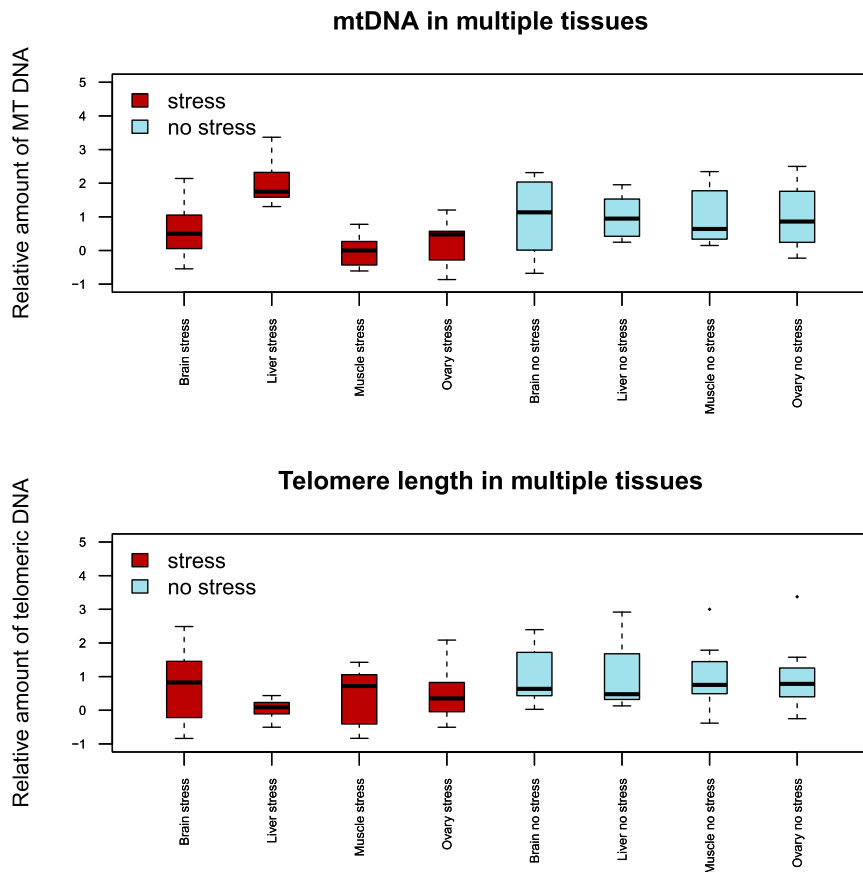 mtDNA in multiple tissues
Relative amount of MT DNA
5
4
3
2
1
0
−1
stress
no stress
Brain stress
Liver stress
Muscle stress
Ovary stress
Brain no stress
Liver no stress
Muscle no stress
Ovary no stress
Telomere length in multiple tissues
Relative amount of telomeric DNA
5
4
3
2
1
0
−1
stress
no stress
Brain stress
Liver stress
Muscle stress
Ovary stress
Brain no stress
Liver no stress
Muscle no stress
Ovary no stress